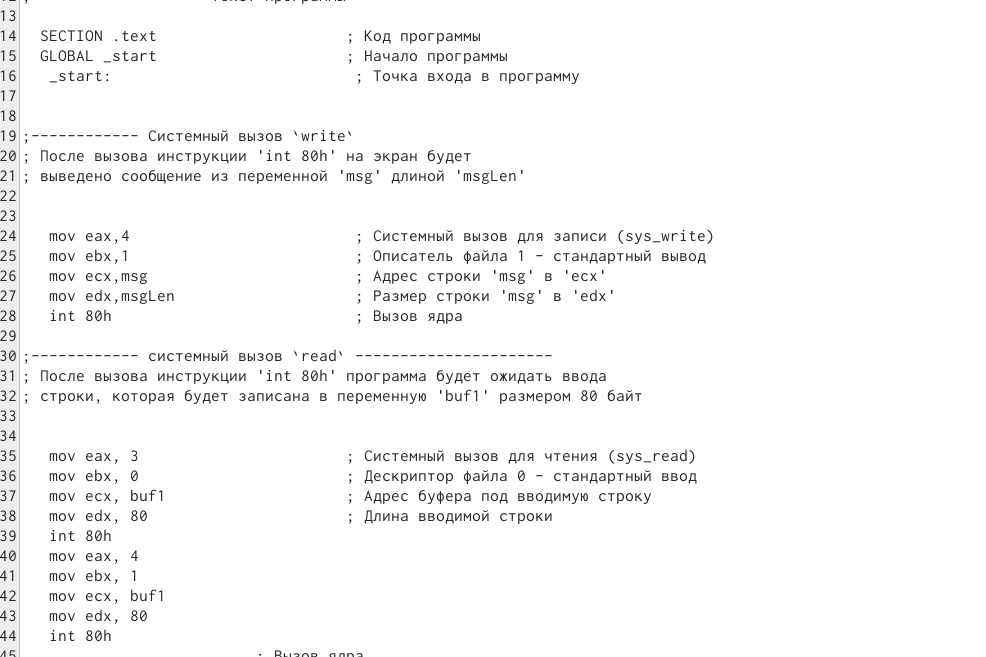 13
14 SECTION .text ; Код программы
15 GLOBAL _start ; Начало программы
16 _start: ; Точка входа в программу
17
18
19 ;------------ Системный вызов `write`
20 ; После вызова инструкции 'int 80h' на экран будет
21 ; выведено сообщение из переменной 'msg' длиной 'msgLen'
22
23
24 mov eax,4 ; Системный вызов для записи (sys_write)
25 mov ebx,1 ; Описатель файла 1 - стандартный вывод
26 mov ecx,msg ; Адрес строки 'msg' в 'ecx'
27 mov edx,msgLen ; Размер строки 'msg' в 'edx'
28 int 80h ; Вызов ядра
29
30 ;------------ системный вызов `read` ----------------------
31 ; После вызова инструкции 'int 80h' программа будет ожидать ввода
32 ; строки, которая будет записана в переменную 'buf1' размером 80 байт
33
34
35 mov eax, 3 ; Системный вызов для чтения (sys_read)
36 mov ebx, 0 ; Дескриптор файла 0 - стандартный ввод
37 mov ecx, buf1 ; Адрес буфера под вводимую строку
38 mov edx, 80 ; Длина вводимой строки
39 int 80h
40 mov eax, 4
41 mov ebx, 1
42 mov ecx, buf1
43 mov edx, 80
44 int 80h
45 ; Вызов ядра